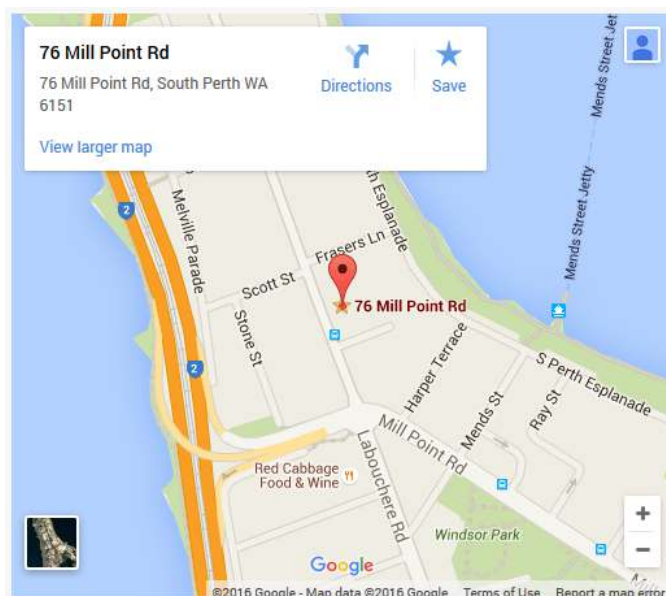 76 Mill Point Rd
76 Mill Point Rd, South Perth WA
6151
Directions
Save
View larger map
Mends Street Jet
Mends Street Jetty
2
Melville Parade
th Esplanade
Frasers Ln
Scott St
76 Mill Point Rd
Stone St
2
Harper Terrace
S Perth Esplanade
Mends St
Ray St
Mill Point Rd
Labouchere Rd
Red Cabbage
Food & Wine
Windsor Park
+
−
Google
©2016 Google - Map data ©2016 Google
Terms of Use
Report a map error